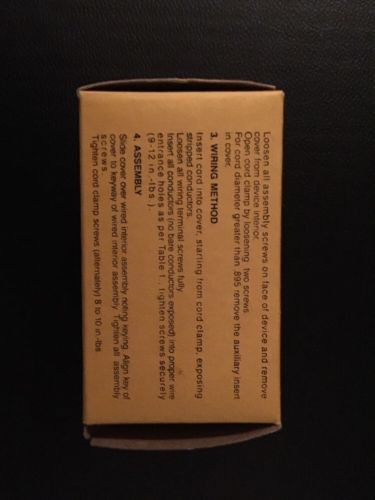 Loosen all assembly screws on face of device and remove
cover from device interior.
Open cord clamp by loosening two screws
For cord diameter greater than .895 remove the auxiliary insert
in cover.
3. WIRING METHOD
Insert cord into cover, starting from cord clamp, exposing
stripped conductors.
Loosen all wiring terminal screws fully.
Insert all conductors (no bare conductors exposed) into proper wire
entrance holes as per Table I. Tighten screws securely
(9-12 in.-lbs).
4. ASSEMBLY
Slide cover over wired interior assembly noting keying. Align key of
cover to keyway of wired interior assembly. Tighten all assembly
screws.
Tighten cord clamp screws (alternately) 8 to 10 in-lbs